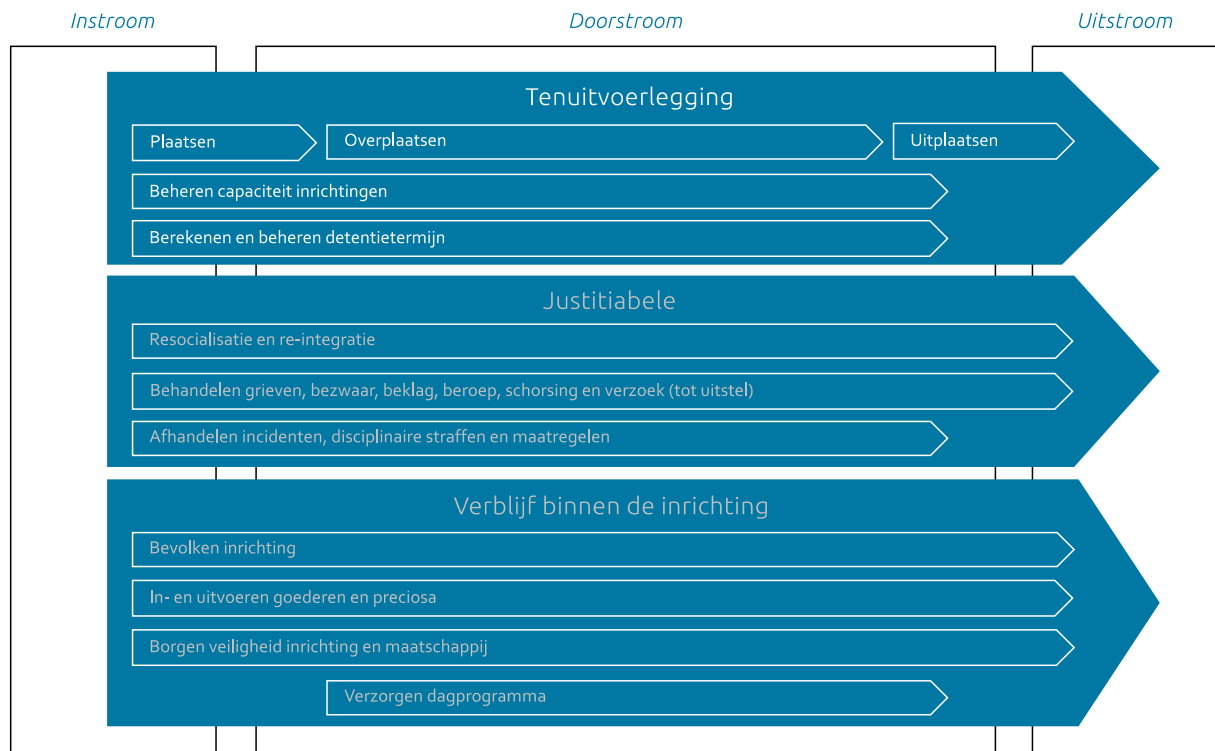 Instroom
Doorstroom
Uitstroom
Tenuitvoerlegging
Plaatsen
Overplaatsen
Uitplaatsen
Beheren capaciteit inrichtingen
Berekenen en beheren detentietermijn
Justitiabele
Resocialisatie en re-integratie
Behandelen grieven, bezwaar, beklag, beroep, schorsing en verzoek (tot uitstel)
Afhandelen incidenten, disciplinaire straffen en maatregelen
Verblijf binnen de inrichting
Bevolken inrichting
In- en uitvoeren goederen en preciosa
Borgen veiligheid inrichting en maatschappij
Verzorgen dagprogramma